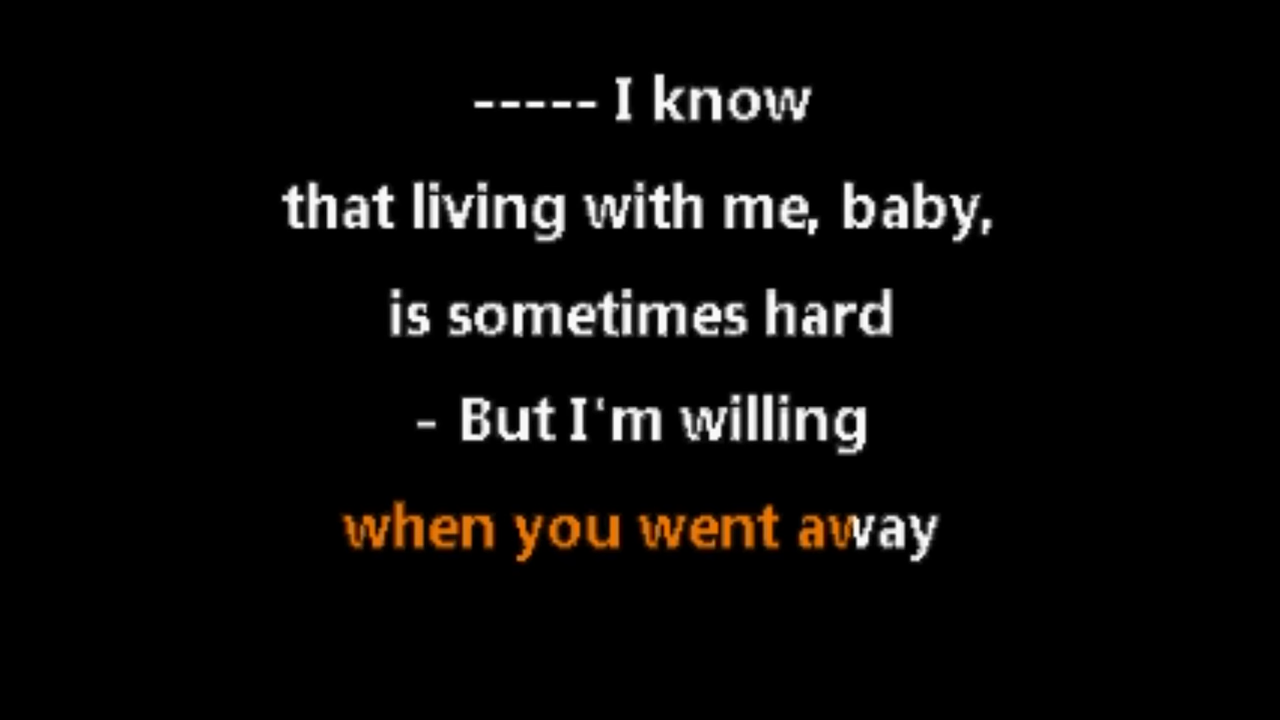 ----- I know
that living with me, baby,
is sometimes hard
- But I'm willing
when you went away